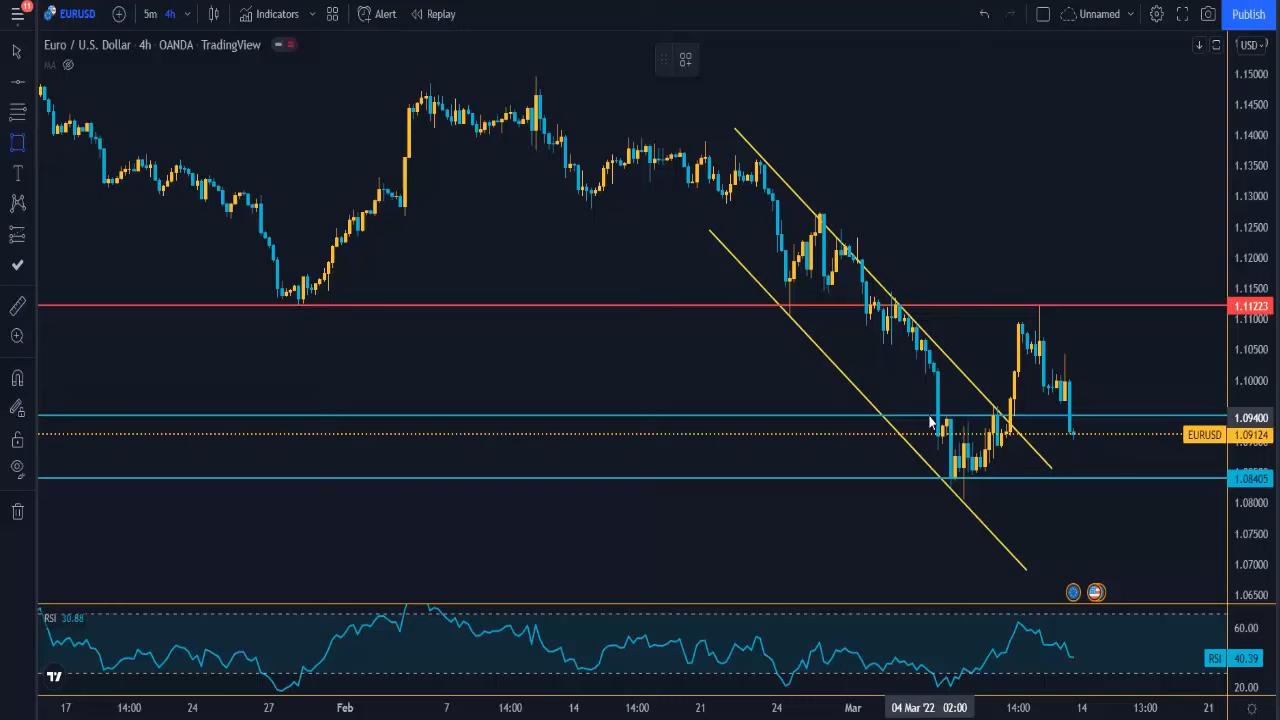 11
EURUSD 5m 4h Indicators Alert Replay Unnamed Publish
Euro / U.S. Dollar · 4h · OANDA · TradingView
USD
MA
1.15000
1.14500
1.14000
1.13500
1.13000
1.12500
1.12000
1.11500
1.11223
1.11000
1.10500
1.10000
1.09400
EURUSD 1.09124
1.08405
1.08000
1.07500
1.07000
1.06500
RSI 30.88
60.00
RSI 40.39
20.00
17 14:00 24 27 Feb 7 14:00 14 14:00 21 24 Mar 04 Mar '22 02:00 14:00 14 13:00 21